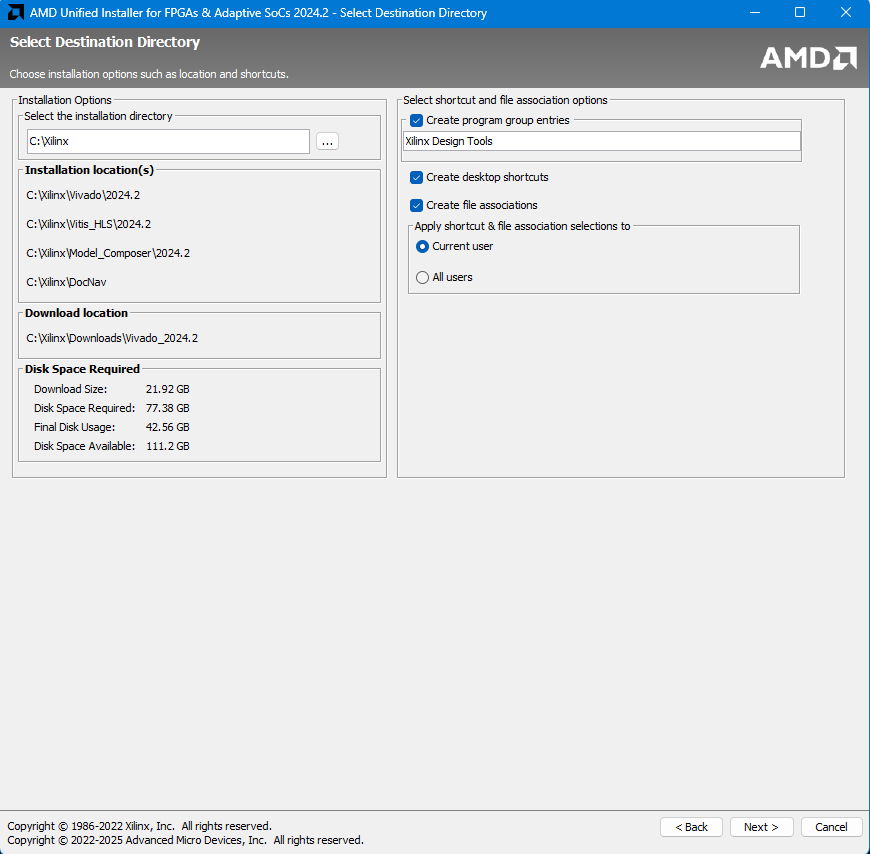 AMD Unified Installer for FPGAs & Adaptive SoCs 2024.2 - Select Destination Directory
Select Destination Directory
Choose installation options such as location and shortcuts.
AMD
Installation Options
Select the installation directory
C:\Xilinx
...
Installation location(s)
C:\Xilinx\Vivado\2024.2
C:\Xilinx\Vitis_HLS\2024.2
C:\Xilinx\Model_Composer\2024.2
C:\Xilinx\DocNav
Download location
C:\Xilinx\Downloads\Vivado_2024.2
Disk Space Required
Download Size: 21.92 GB
Disk Space Required: 77.38 GB
Final Disk Usage: 42.56 GB
Disk Space Available: 111.2 GB
Select shortcut and file association options
Create program group entries
Xilinx Design Tools
Create desktop shortcuts
Create file associations
Apply shortcut & file association selections to
Current user
All users
Copyright © 1986-2022 Xilinx, Inc. All rights reserved.
Copyright © 2022-2025 Advanced Micro Devices, Inc. All rights reserved.
< Back
Next >
Cancel